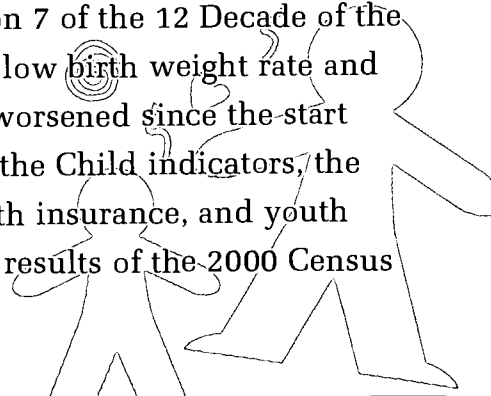 n 7 of the 12 Decade of the
low birth weight rate and
worsened since the start
the Child indicators, the
th insurance, and youth
results of the 2000 Census